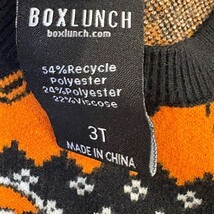 BOXLUNCH
boxlunch.com
54%Recycle
Polyester
24%Polyester
22%Viscose
3T
MADE IN CHINA